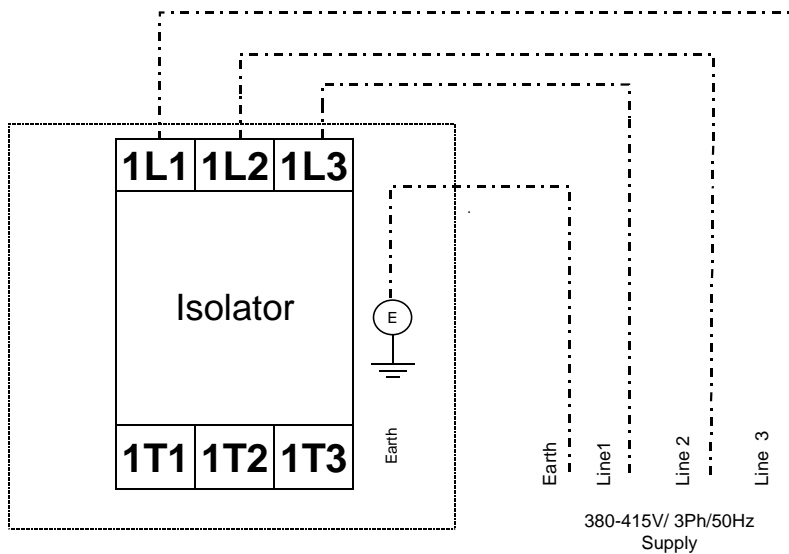 1L1 1L2 1L3
Isolator
E
1T1 1T2 1T3
Earth
Earth
Line1
Line 2
Line 3
380-415V/ 3Ph/50Hz
Supply